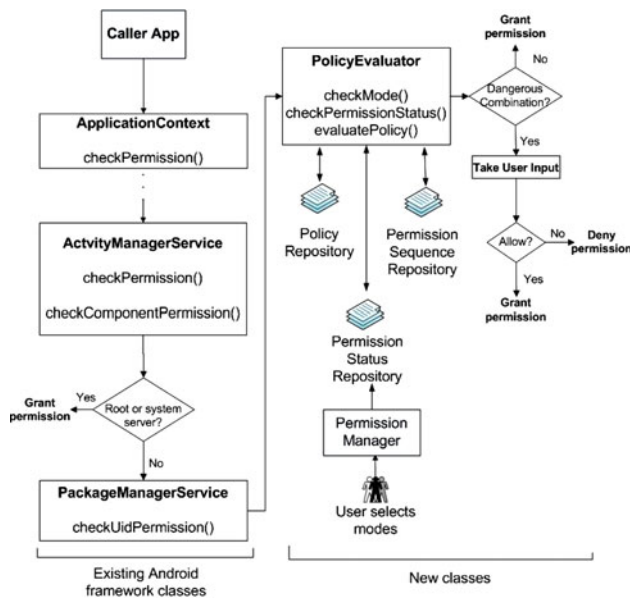 Caller App
ApplicationContext
checkPermission()
ActvityManagerService
checkPermission()
checkComponentPermission()
Root or system
server?
Yes
Grant
permission
No
PackageManagerService
checkUidPermission()
Existing Android
framework classes
PolicyEvaluator
checkMode()
checkPermissionStatus()
evaluatePolicy()
Policy
Repository
Permission
Sequence
Repository
Permission
Status
Repository
Permission
Manager
User selects
modes
Grant
permission
No
Dangerous
Combination?
Yes
Take User Input
Allow?
No
Deny
permission
Yes
Grant
permission
New classes